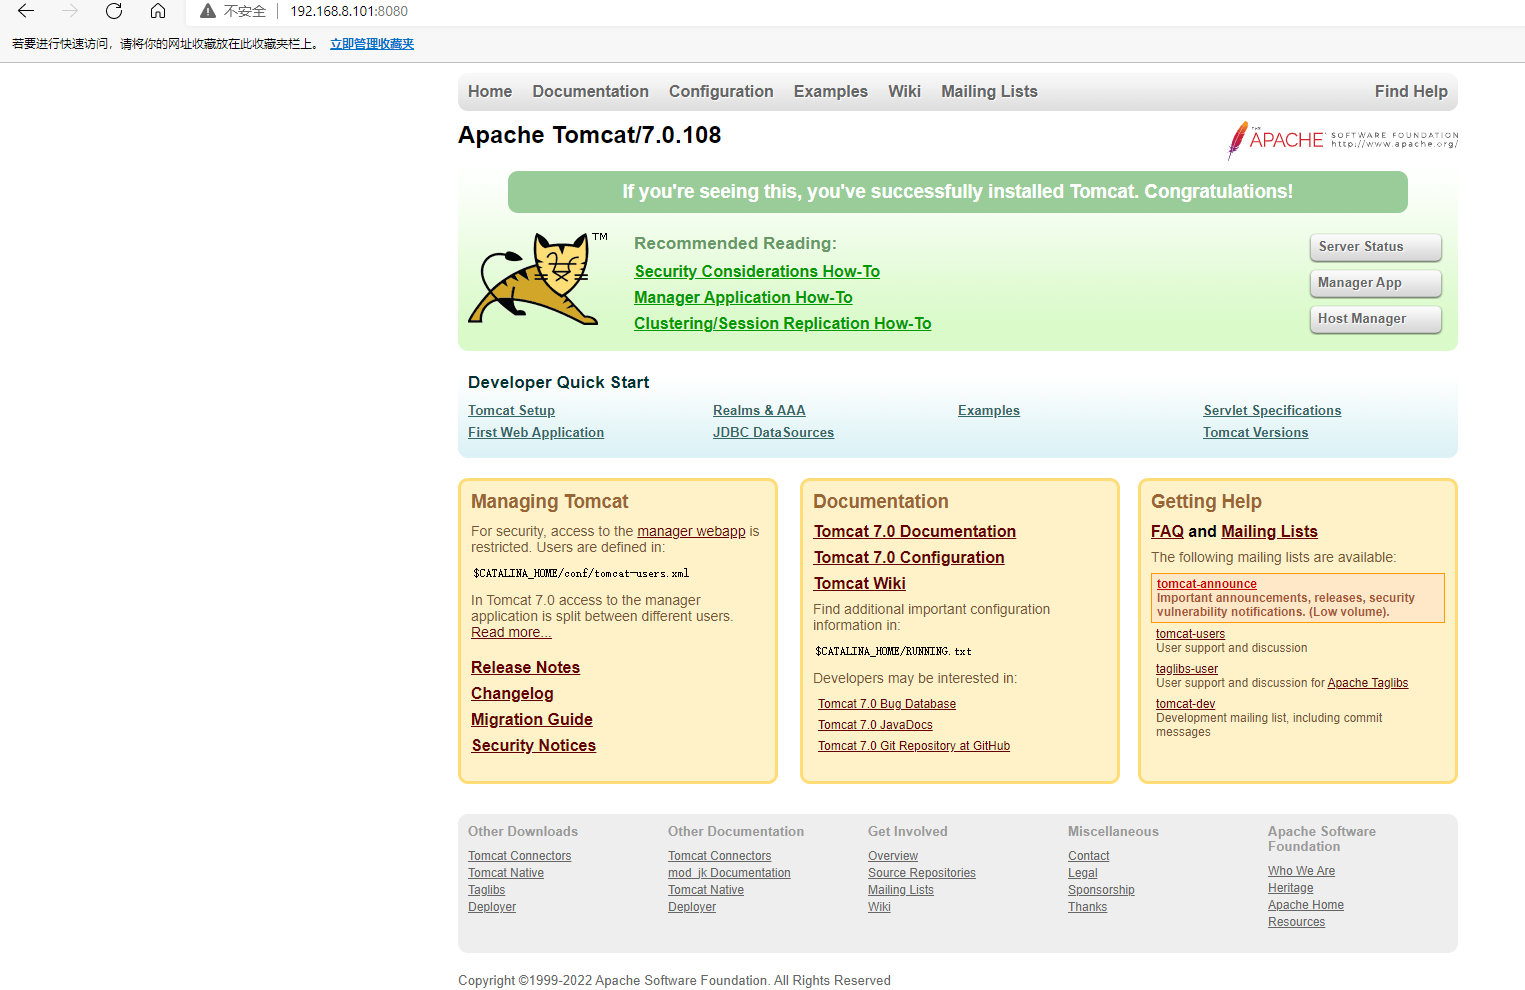 不安全 192.168.8.101:8080
若要进行快速访问，请将你的网址收藏放在此收藏夹栏上。 立即管理收藏夹
Home Documentation Configuration Examples Wiki Mailing Lists Find Help
Apache Tomcat/7.0.108
THE APACHE SOFTWARE FOUNDATION
http://www.apache.org/
If you're seeing this, you've successfully installed Tomcat. Congratulations!
TM
Recommended Reading:
Security Considerations How-To
Manager Application How-To
Clustering/Session Replication How-To
Server Status
Manager App
Host Manager
Developer Quick Start
Tomcat Setup
First Web Application
Realms & AAA
JDBC DataSources
Examples
Servlet Specifications
Tomcat Versions
Managing Tomcat
For security, access to the manager webapp is
restricted. Users are defined in:
$CATALINA_HOME/conf/tomcat-users.xml
In Tomcat 7.0 access to the manager
application is split between different users.
Read more...
Release Notes
Changelog
Migration Guide
Security Notices
Documentation
Tomcat 7.0 Documentation
Tomcat 7.0 Configuration
Tomcat Wiki
Find additional important configuration
information in:
$CATALINA_HOME/RUNNING.txt
Developers may be interested in:
Tomcat 7.0 Bug Database
Tomcat 7.0 JavaDocs
Tomcat 7.0 Git Repository at GitHub
Getting Help
FAQ and Mailing Lists
The following mailing lists are available:
tomcat-announce
Important announcements, releases, security
vulnerability notifications. (Low volume).
tomcat-users
User support and discussion
taglibs-user
User support and discussion for Apache Taglibs
tomcat-dev
Development mailing list, including commit
messages
Other Downloads
Tomcat Connectors
Tomcat Native
Taglibs
Deployer
Other Documentation
Tomcat Connectors
mod_jk Documentation
Tomcat Native
Deployer
Get Involved
Overview
Source Repositories
Mailing Lists
Wiki
Miscellaneous
Contact
Legal
Sponsorship
Thanks
Apache Software
Foundation
Who We Are
Heritage
Apache Home
Resources
Copyright ©1999-2022 Apache Software Foundation. All Rights Reserved